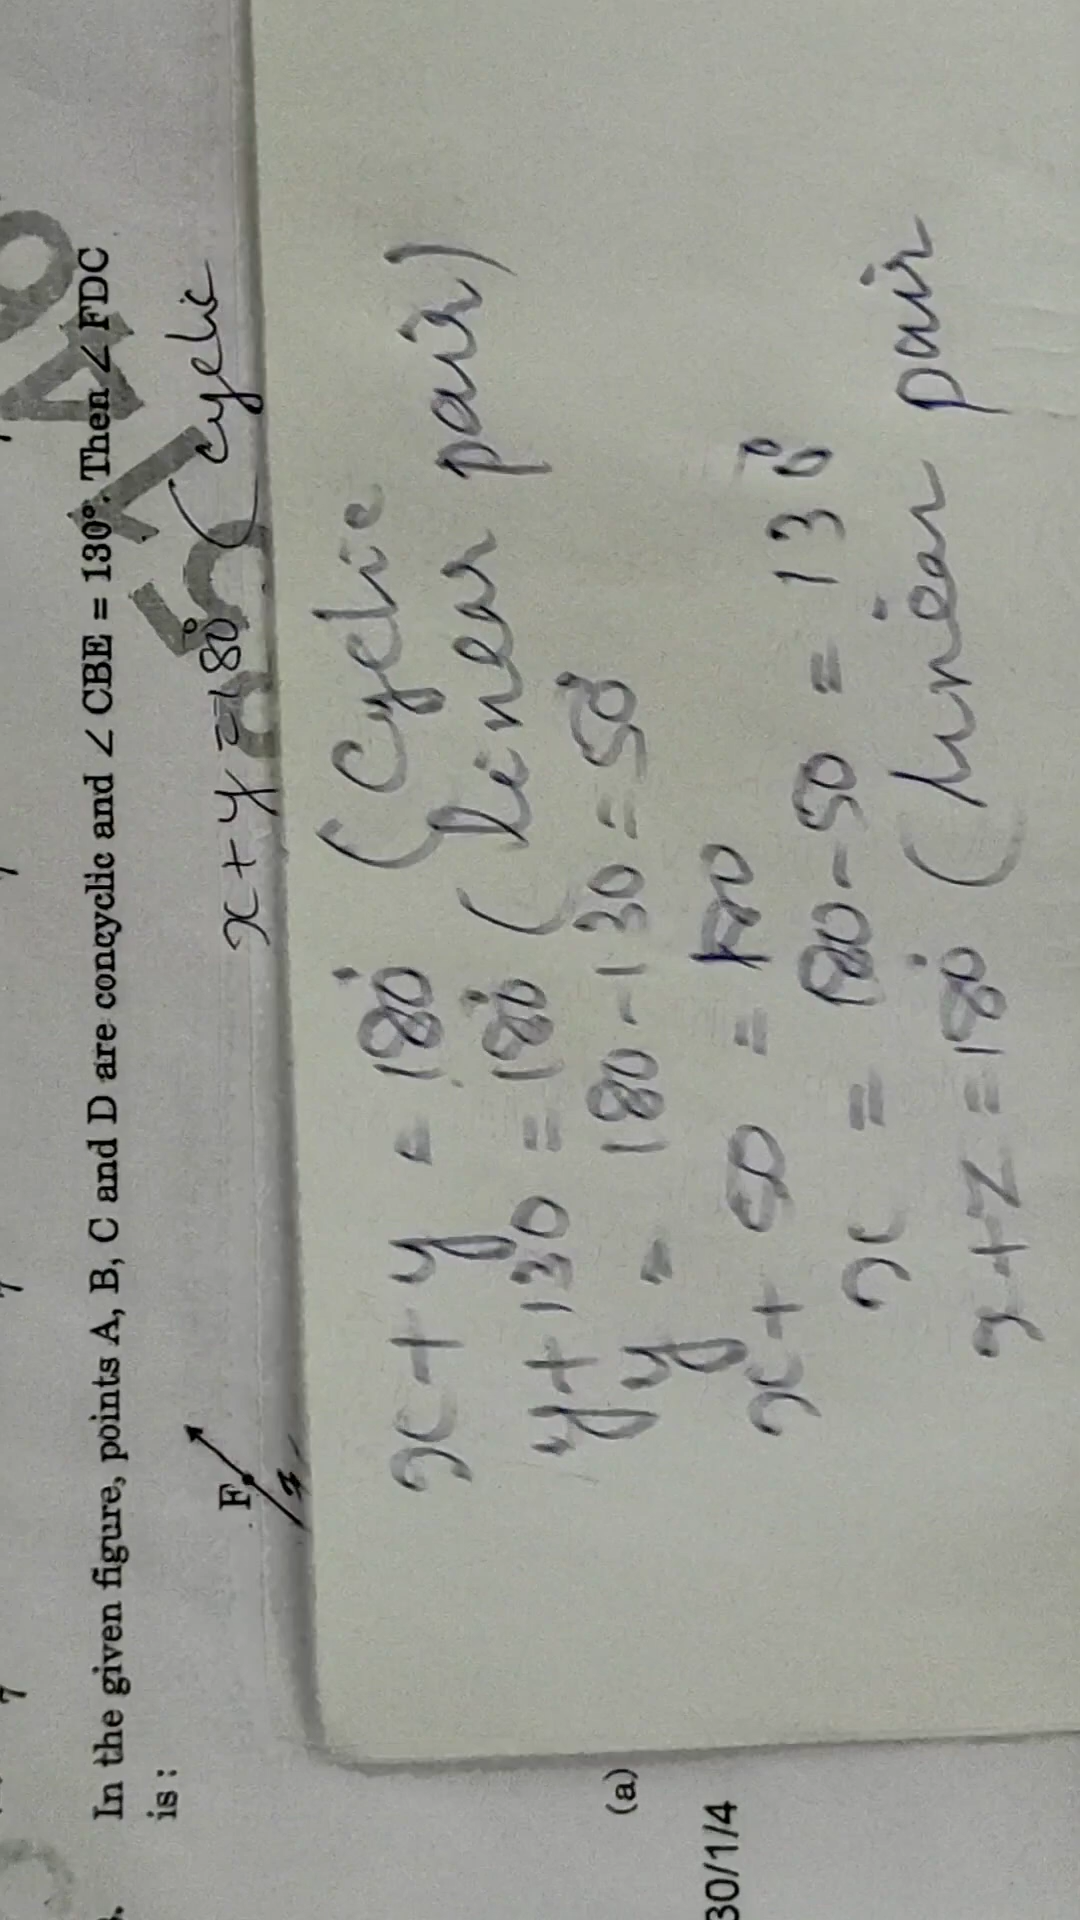 In the given figure, points A, B, C and D are concyclic and ∠ CBE = 130°. Then ∠ FDC
is :
x + y = 180° (cyclic
F
z
x + y = 180° (Cyclic
y + 130 = 180° (linear pair)
y = 180 - 130 = 50°
x + 50 = 180
x = 180 - 50 = 130°
x + z = 180° (linear pair
(a)
30/1/4